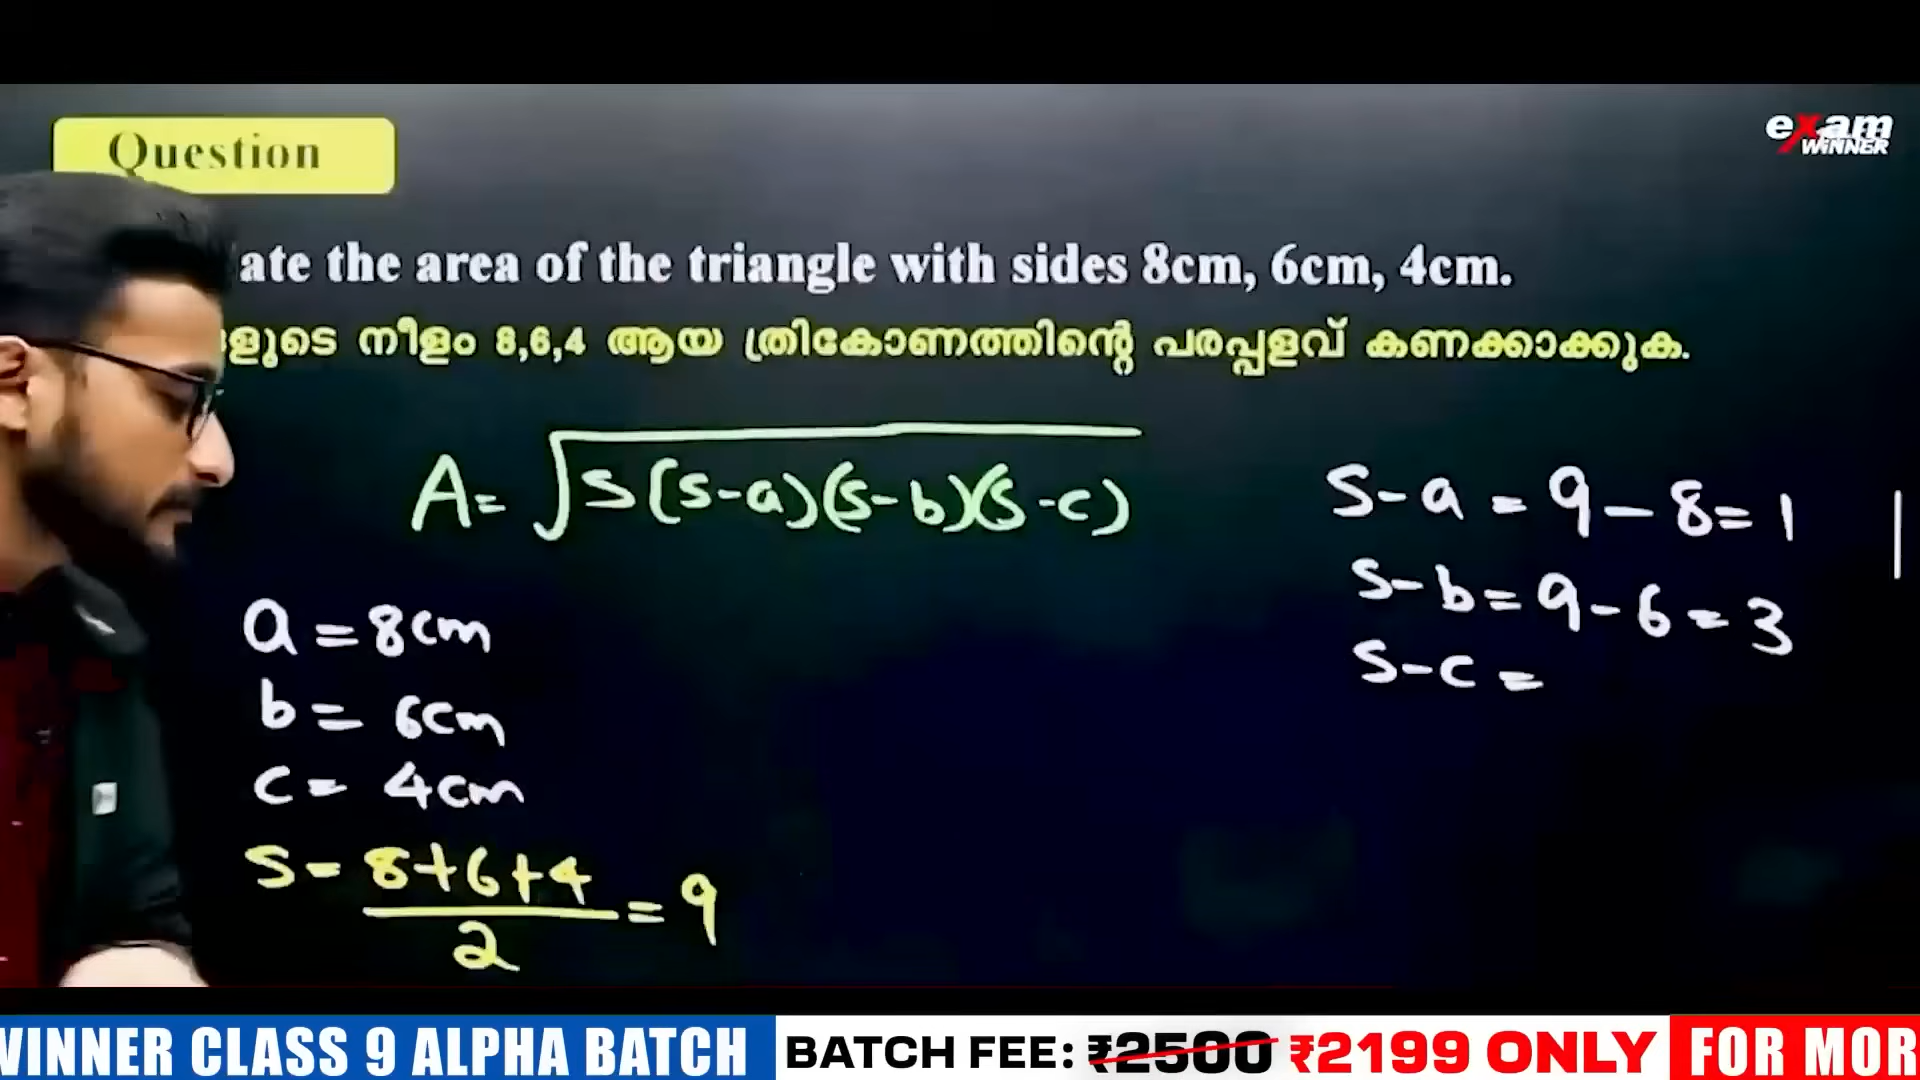 Question
exam
WINNER
ate the area of the triangle with sides 8cm, 6cm, 4cm.
ളുടെ നീളം 8,6,4 ആയ ത്രികോണത്തിന്റെ പരപ്പളവ് കണക്കാക്കുക.
A= √s(s-a)(s-b)(s-c)
s-a = 9-8=1
s-b=9-6=3
s-c=
a=8cm
b= 6cm
c= 4cm
s= 8+6+4/2 = 9
WINNER CLASS 9 ALPHA BATCH BATCH FEE: ₹2500 ₹2199 ONLY FOR MOR